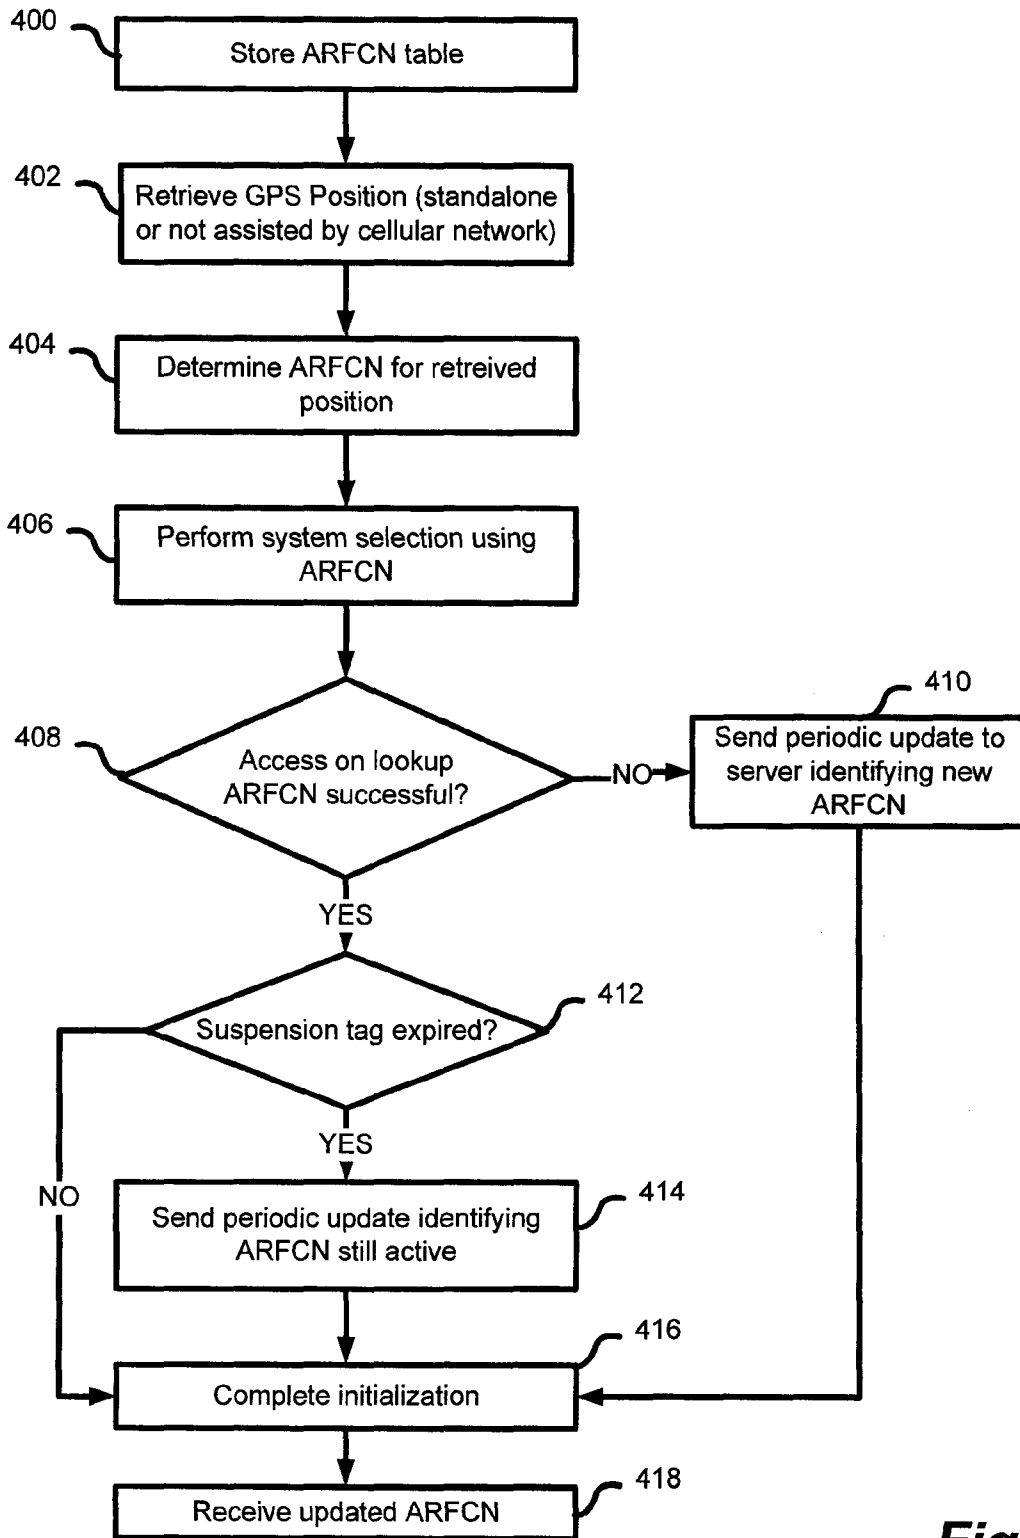 400
Store ARFCN table
402
Retrieve GPS Position (standalone
or not assisted by cellular network)
404
Determine ARFCN for retreived
position
406
Perform system selection using
ARFCN
408
Access on lookup
ARFCN successful?
NO
410
Send periodic update to
server identifying new
ARFCN
YES
412
Suspension tag expired?
YES
NO
414
Send periodic update identifying
ARFCN still active
416
Complete initialization
418
Receive updated ARFCN
Fig